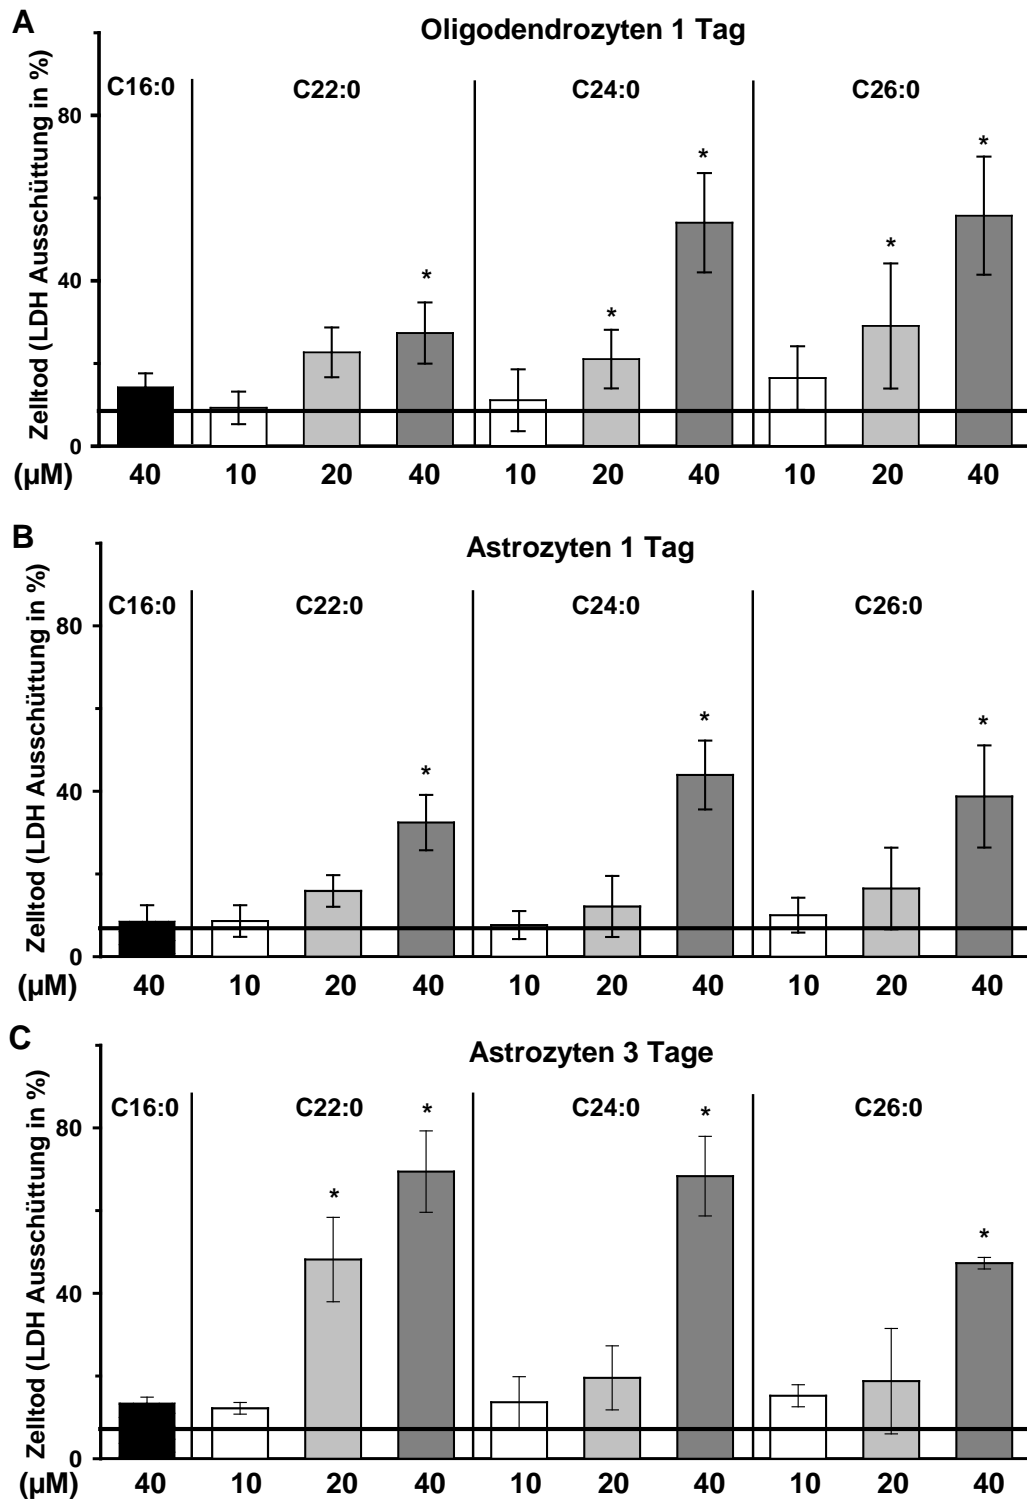 A
Oligodendrozyten 1 Tag
Zelltod (LDH Ausschüttung in %)
C16:0 C22:0 C24:0 C26:0
80
* *
*
*
40
*
0
(µM) 40 10 20 40 10 20 40 10 20 40
B
Astrozyten 1 Tag
Zelltod (LDH Ausschüttung in %)
C16:0 C22:0 C24:0 C26:0
80
* * *
40
0
(µM) 40 10 20 40 10 20 40 10 20 40
C
Astrozyten 3 Tage
Zelltod (LDH Ausschüttung in %)
C16:0 C22:0 C24:0 C26:0
* *
80
*
*
40
0
(µM) 40 10 20 40 10 20 40 10 20 40